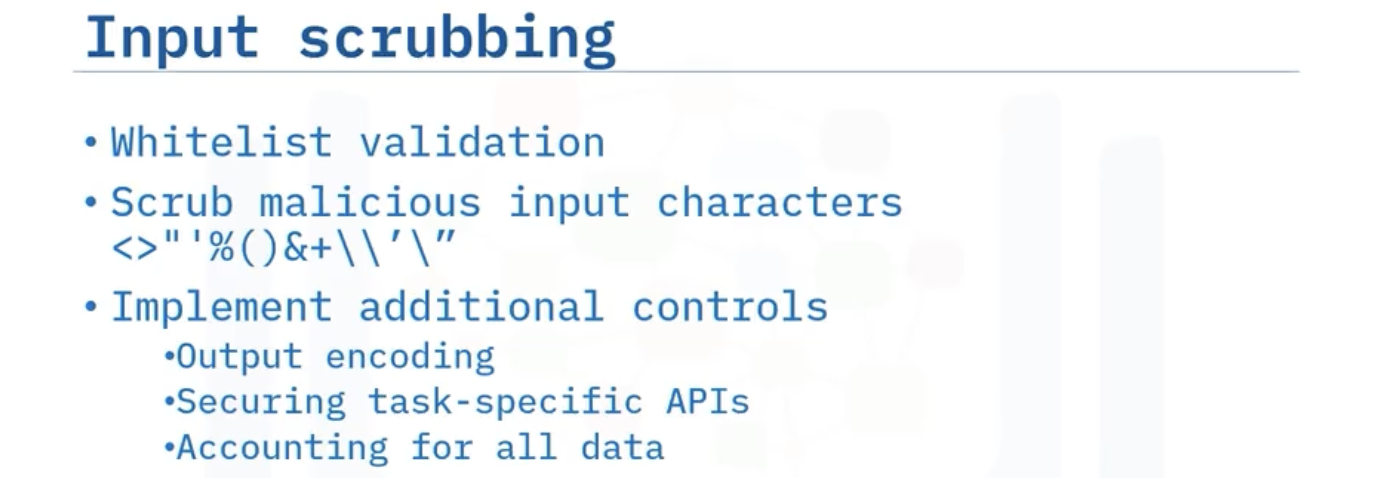 Input scrubbing
• Whitelist validation
• Scrub malicious input characters
<>"'%()&+\\’\”
• Implement additional controls
•Output encoding
•Securing task-specific APIs
•Accounting for all data